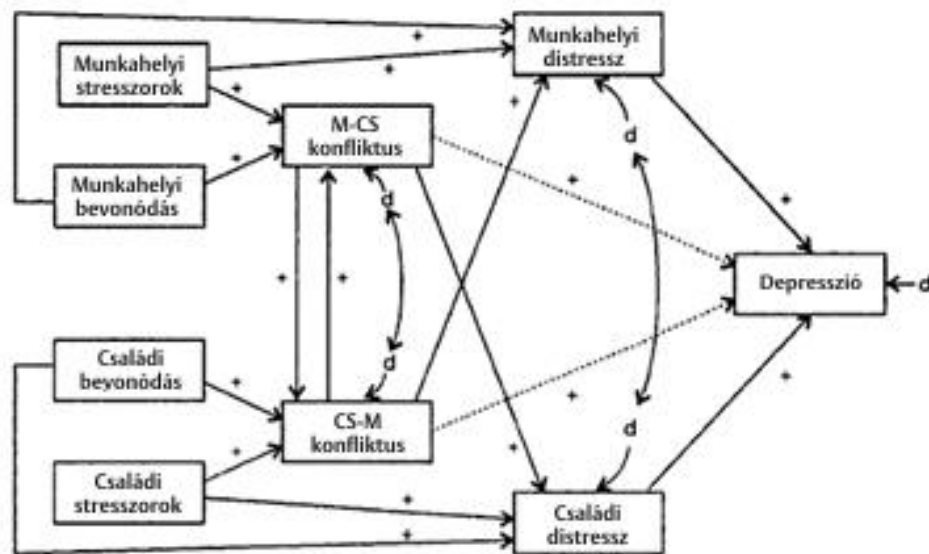 Munkahelyi
distressz
Munkahelyi
stresszorok
+
+
+
+
M-CS
konfliktus
d
d
+
Munkahelyi
bevonódás
+
+
+
+
Depresszió
d
Családi
bevonódás
d
+
+
+
CS-M
konfliktus
d
+
+
Családi
stresszorok
+
+
Családi
distressz